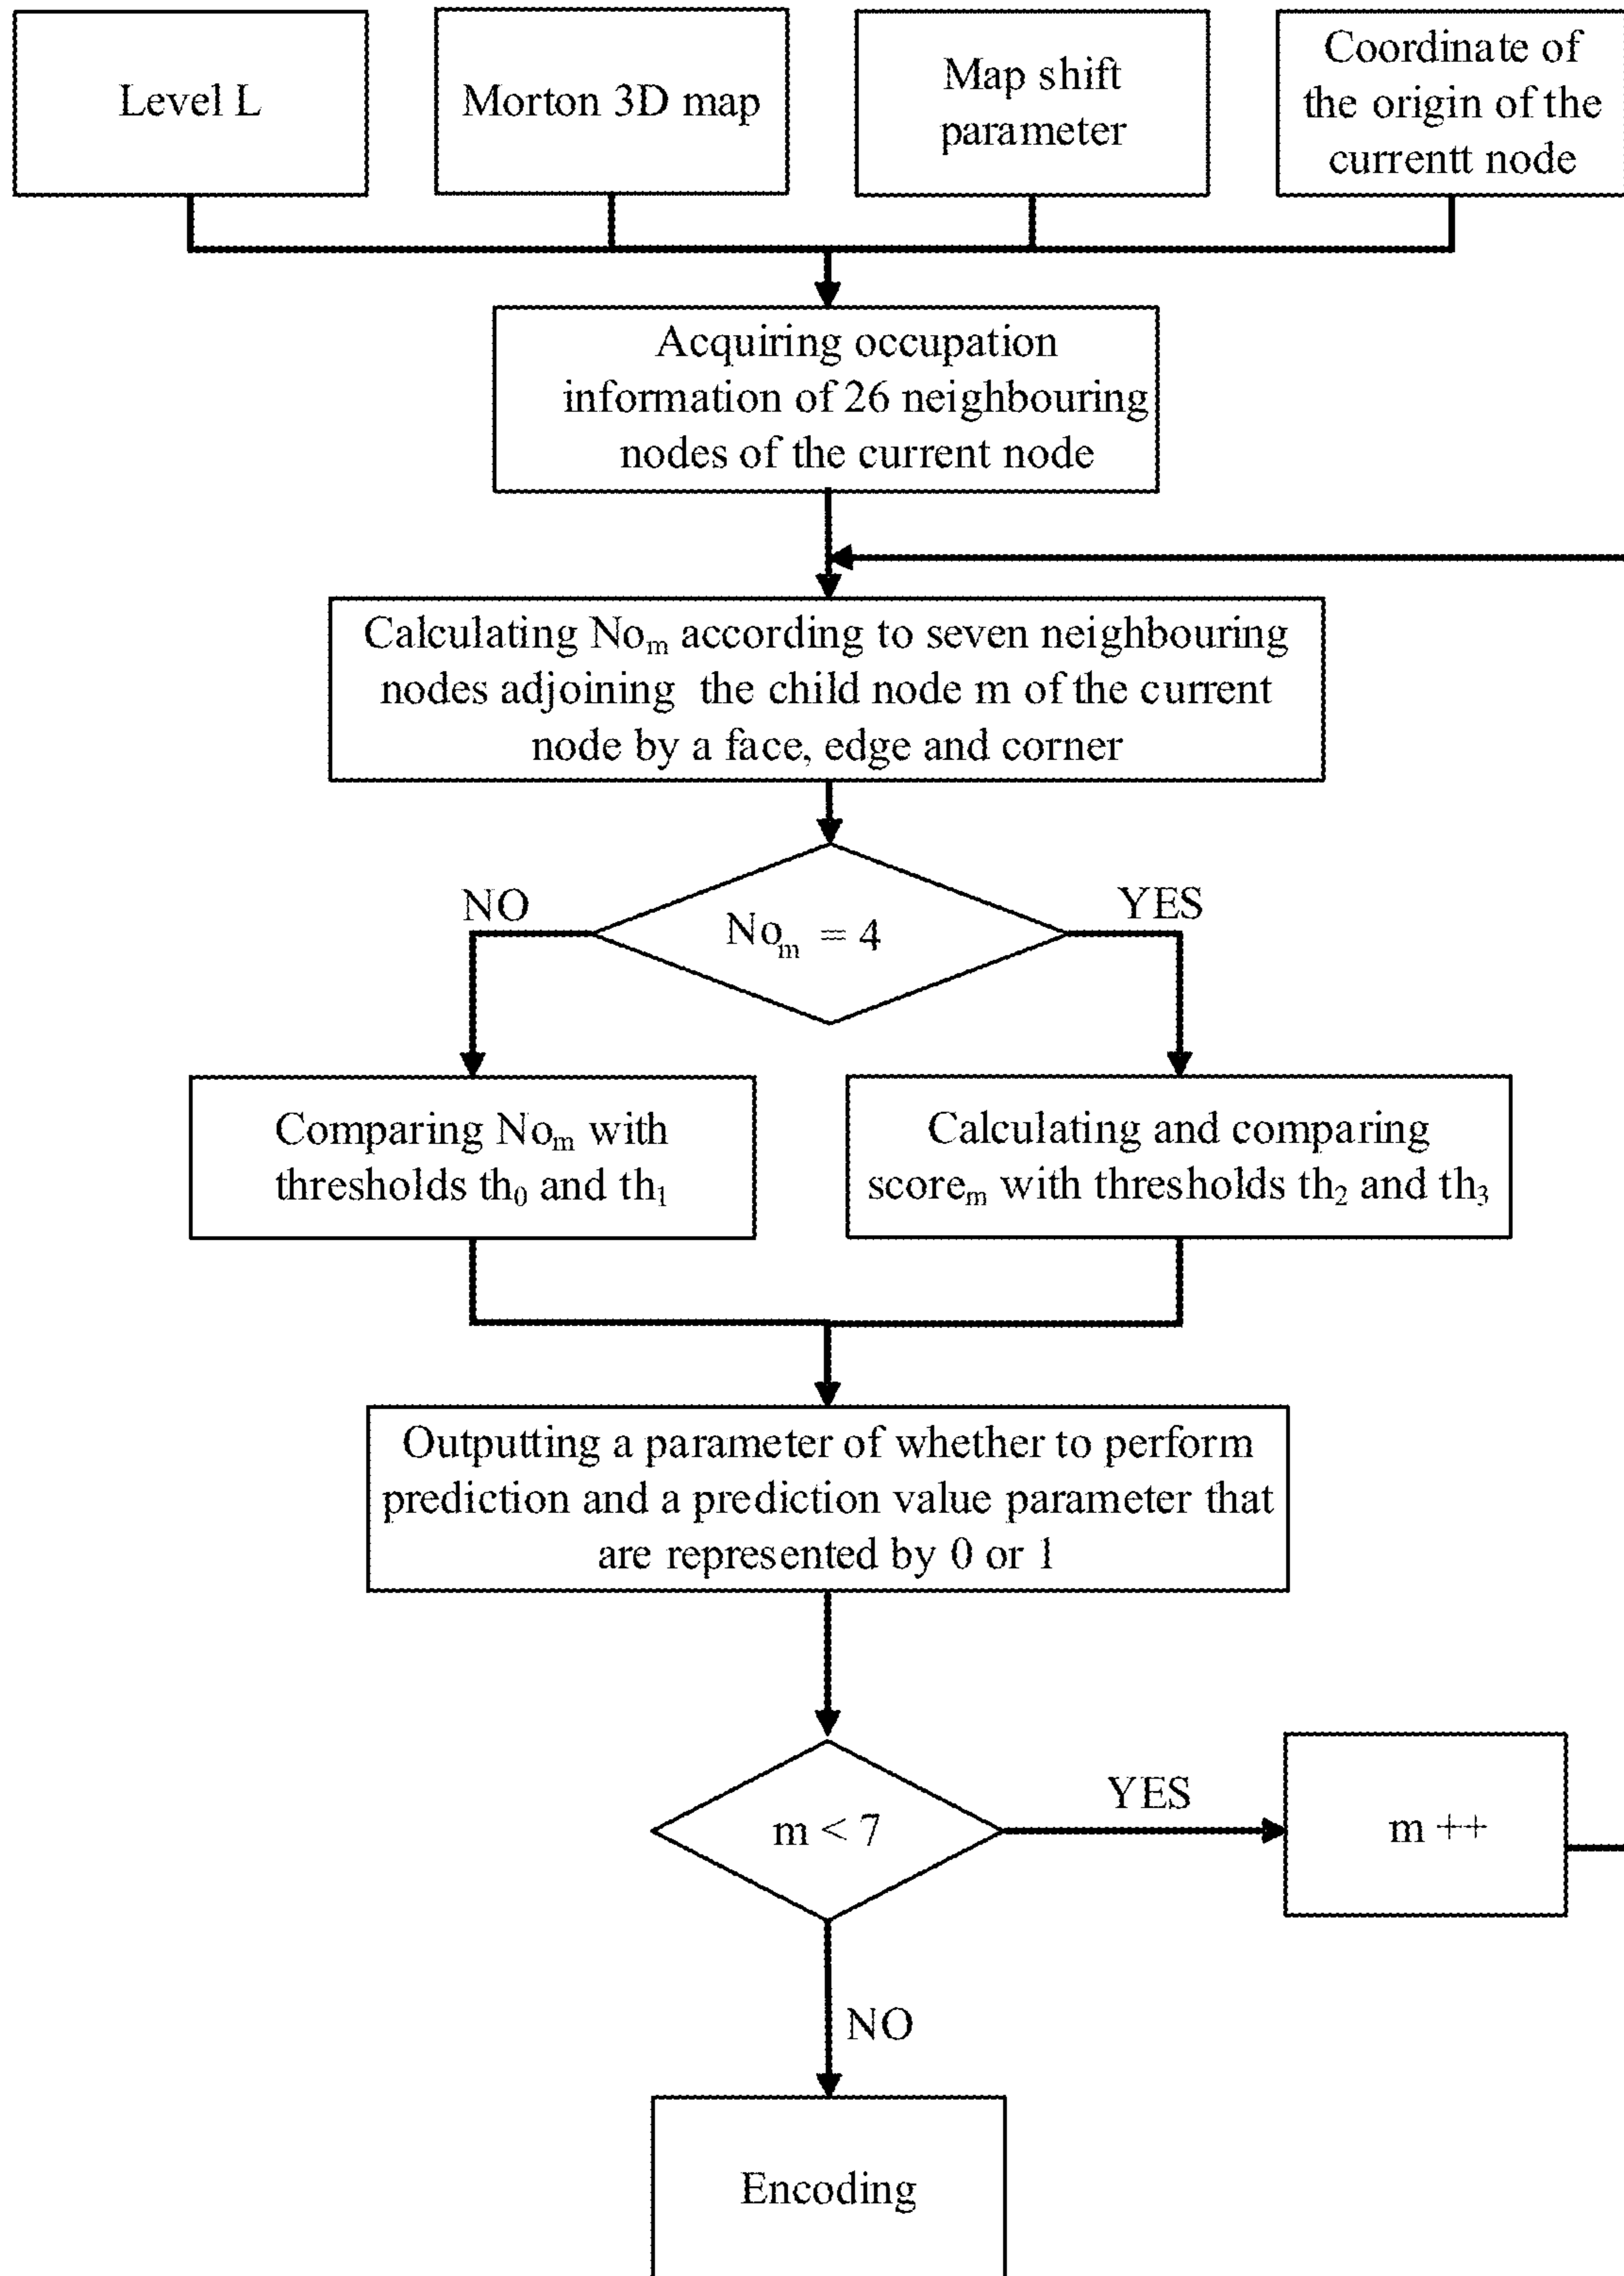 Level L
Morton 3D map
Map shift
parameter
Coordinate of
the origin of the
currentt node
Acquiring occupation
information of 26 neighbouring
nodes of the current node
Calculating Noₘ according to seven neighbouring
nodes adjoining the child node m of the current
node by a face, edge and corner
NO
YES
Noₘ = 4
Comparing Noₘ with
thresholds th₀ and th₁
Calculating and comparing
scoreₘ with thresholds th₂ and th₃
Outputting a parameter of whether to perform
prediction and a prediction value parameter that
are represented by 0 or 1
m < 7
YES
m ++
NO
Encoding